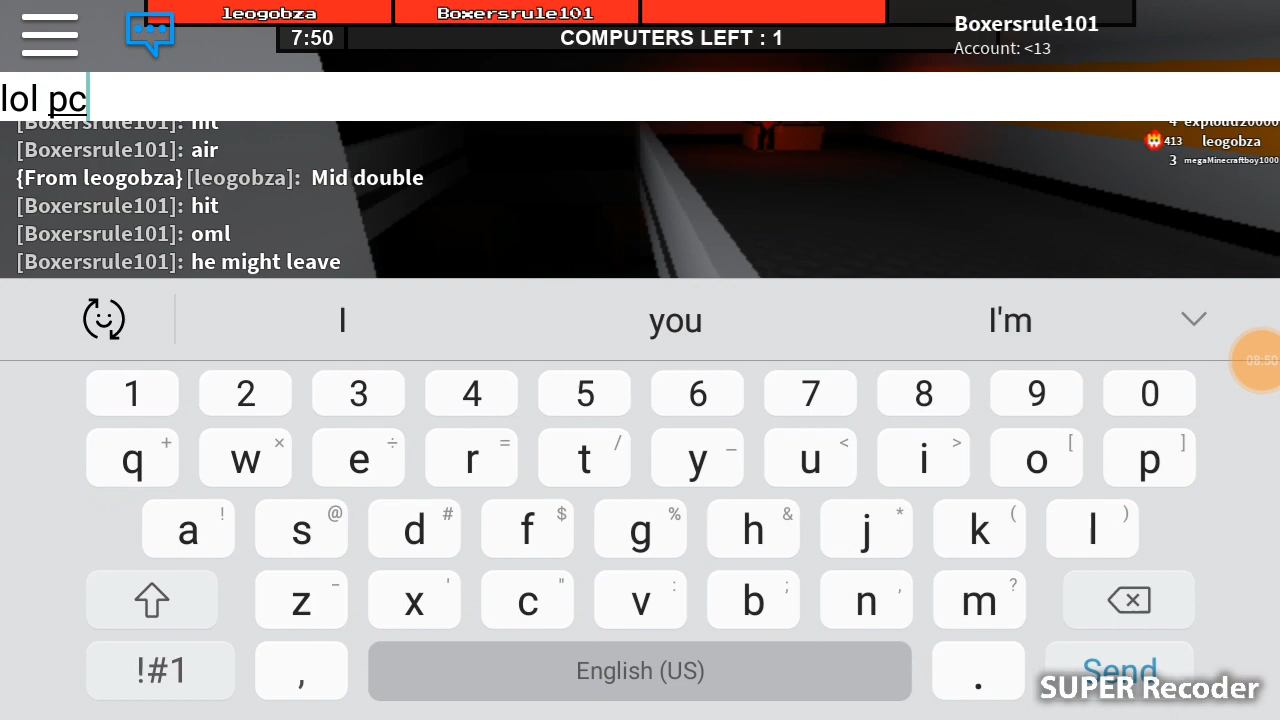 leogobza Boxersrule101
7:50 COMPUTERS LEFT : 1
Boxersrule101
Account: <13
lol pc
[Boxersrule101]: hit
[Boxersrule101]: air
{From leogobza}[leogobza]: Mid double
[Boxersrule101]: hit
[Boxersrule101]: oml
[Boxersrule101]: he might leave
413 leogobza
3 megaMinecraftboy1000
I you I'm
08:50
1 2 3 4 5 6 7 8 9 0
q + w × e ÷ r = t / y _ u < i > o [ p ]
a ! s @ d # f $ g % h & j * k ( l )
z - x ' c " v : b ; n , m ?
!#1 , English (US) . Send
SUPER Recoder